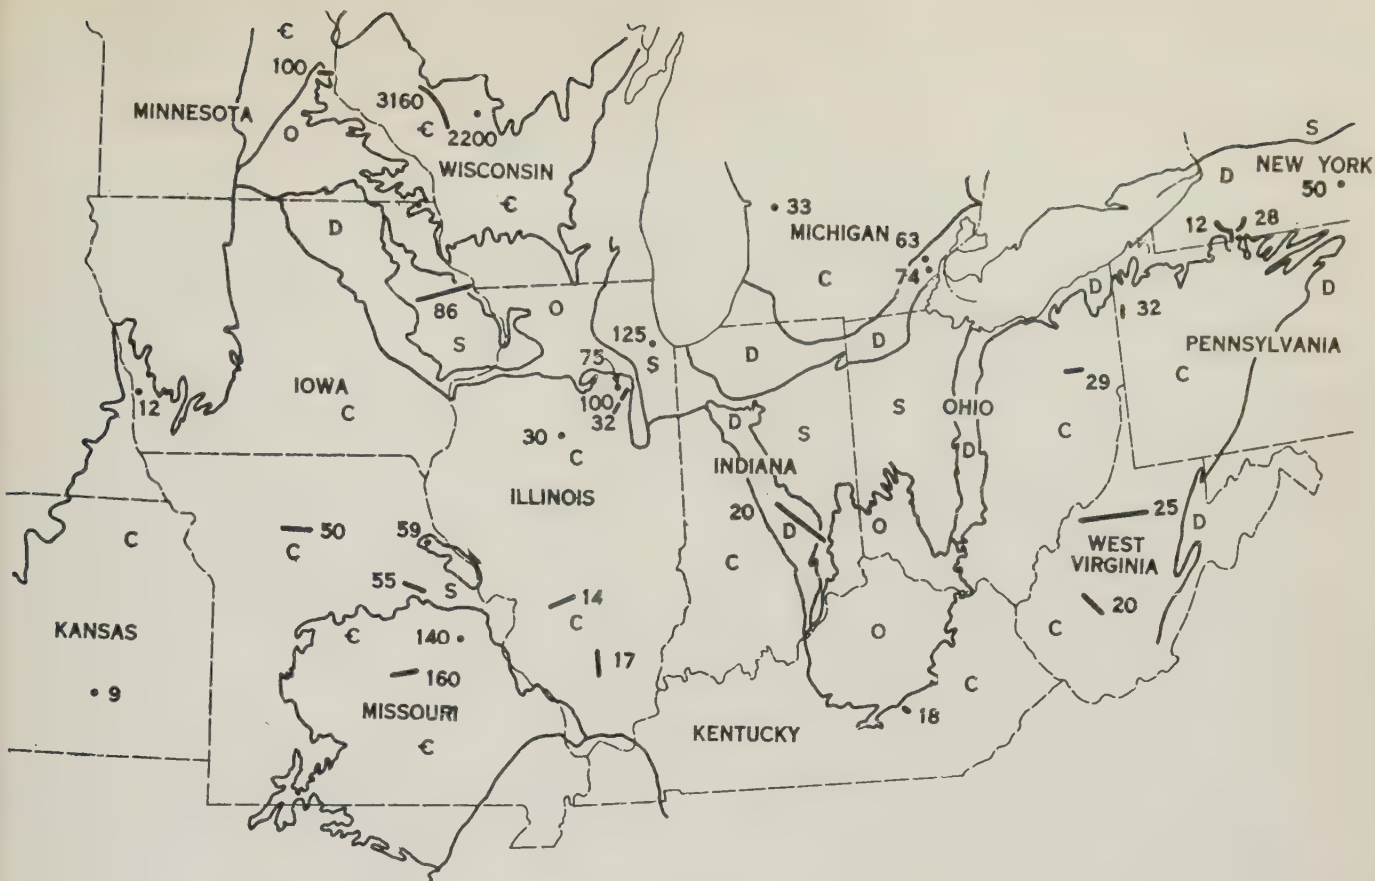 Є
100
MINNESOTA
O
3160
Є
2200
WISCONSIN
Є
S
NEW YORK
D
50
12
28
33
MICHIGAN
63
74
C
D
D
D
32
PENNSYLVANIA
C
D
86
S
O
125
S
75
100
32
D
D
IOWA
C
12
30
C
ILLINOIS
D
S
INDIANA
20
D
C
S
OHIO
D
O
29
C
25
D
WEST
VIRGINIA
20
C
C
50
C
59
55
S
14
C
17
O
C
18
KENTUCKY
KANSAS
9
Є
140
160
MISSOURI
Є